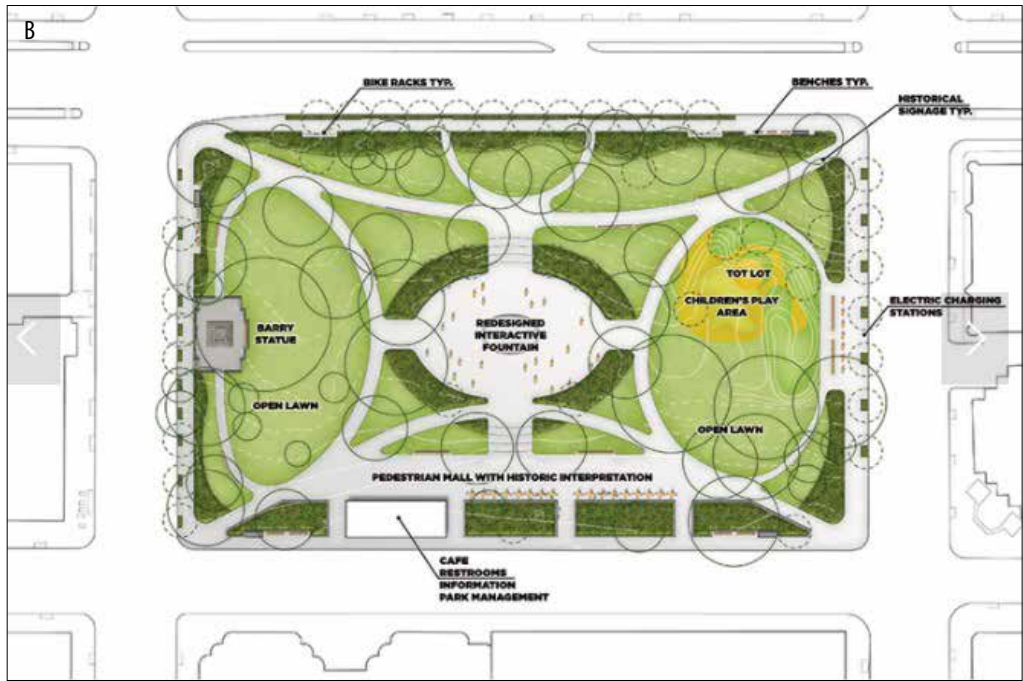 B
BIKE RACKS TYP.
BENCHES TYP.
HISTORICAL
SIGNAGE TYP.
TOT LOT
CHILDREN'S PLAY
AREA
ELECTRIC CHARGING
STATIONS
REDESIGNED
INTERACTIVE
FOUNTAIN
BARRY
STATUE
OPEN LAWN
OPEN LAWN
PEDESTRIAN MALL WITH HISTORIC INTERPRETATION
CAFE
RESTROOMS
INFORMATION
PARK MANAGEMENT